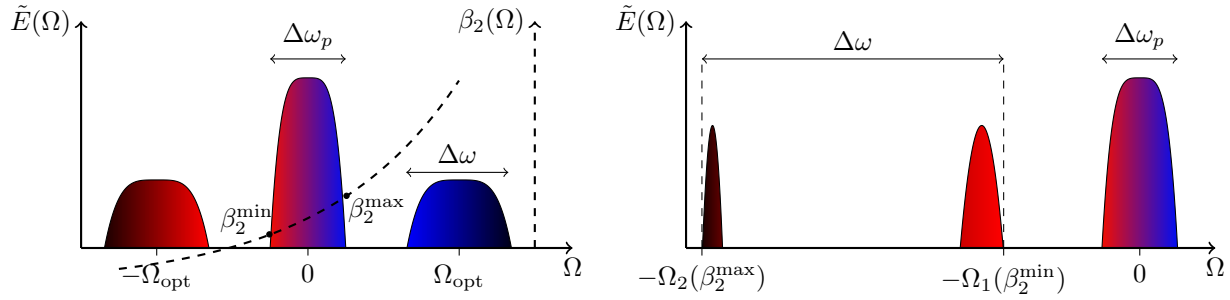 Ẽ(Ω)
Δω_p
β₂(Ω)
Δω
β₂^min
β₂^max
−Ω_opt
0
Ω_opt
Ω
Ẽ(Ω)
Δω
Δω_p
−Ω₂(β₂^max)
−Ω₁(β₂^min)
0
Ω